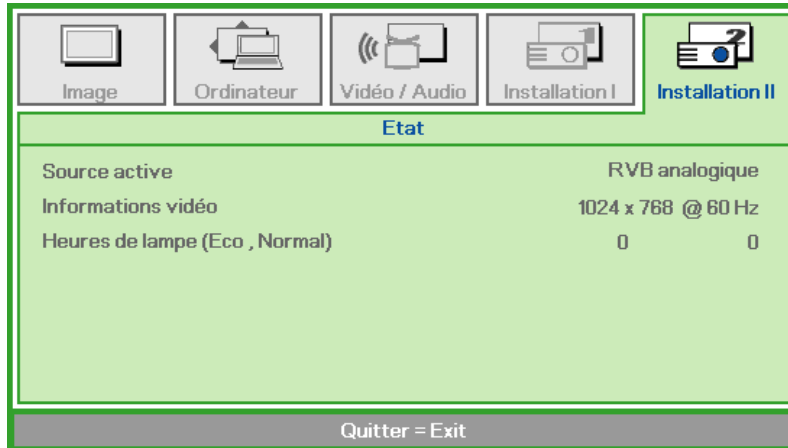 Image
Ordinateur
Vidéo / Audio
Installation I
2
Installation II
Etat
Source active RVB analogique
Informations vidéo 1024 x 768 @ 60 Hz
Heures de lampe (Eco , Normal) 0 0
Quitter = Exit